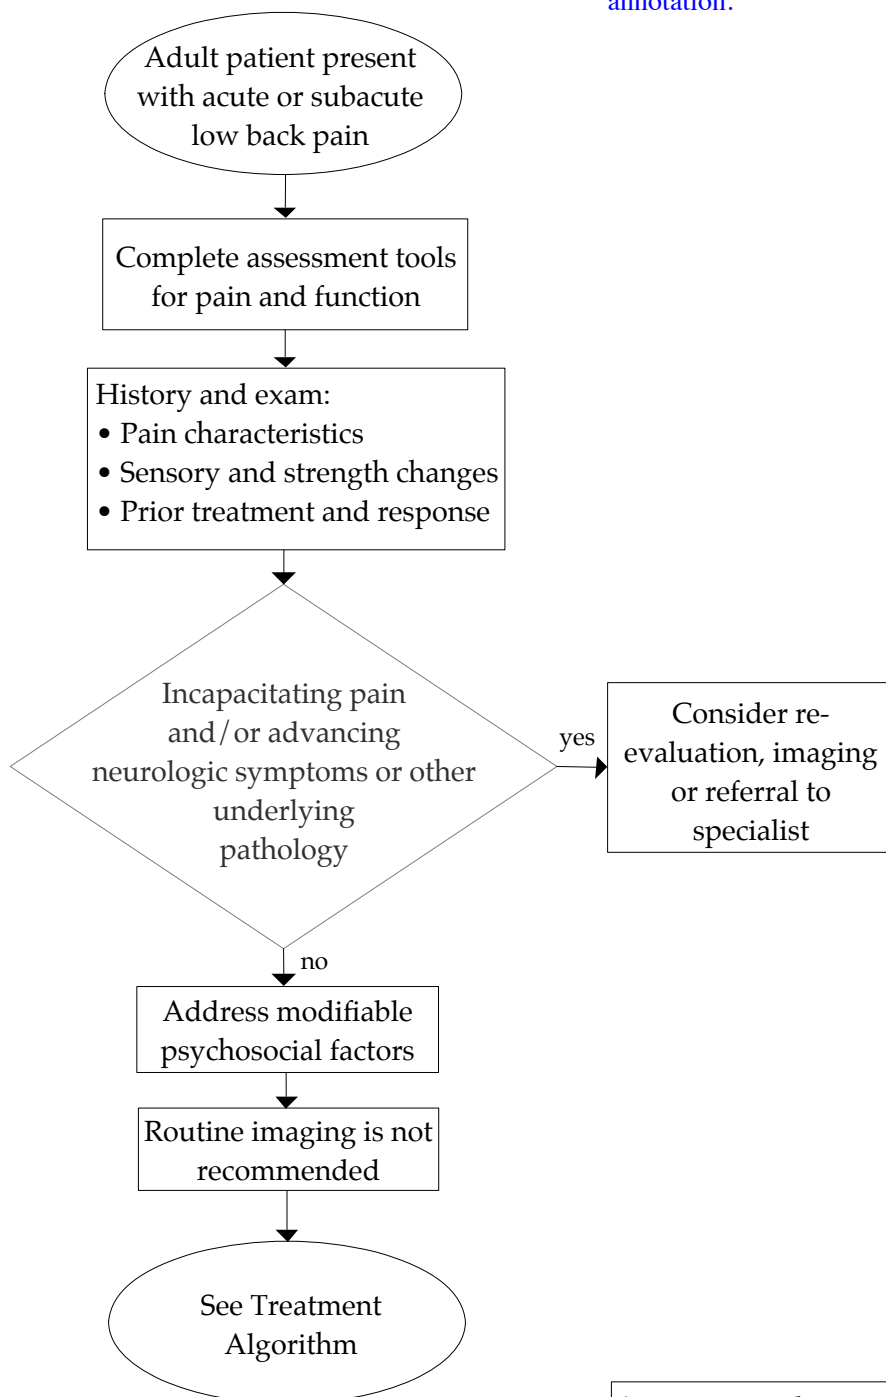 annotation.
Adult patient present
with acute or subacute
low back pain
Complete assessment tools
for pain and function
History and exam:
• Pain characteristics
• Sensory and strength changes
• Prior treatment and response
Incapacitating pain
and/or advancing
neurologic symptoms or other
underlying
pathology
yes
Consider re-
evaluation, imaging
or referral to
specialist
no
Address modifiable
psychosocial factors
Routine imaging is not
recommended
See Treatment
Algorithm